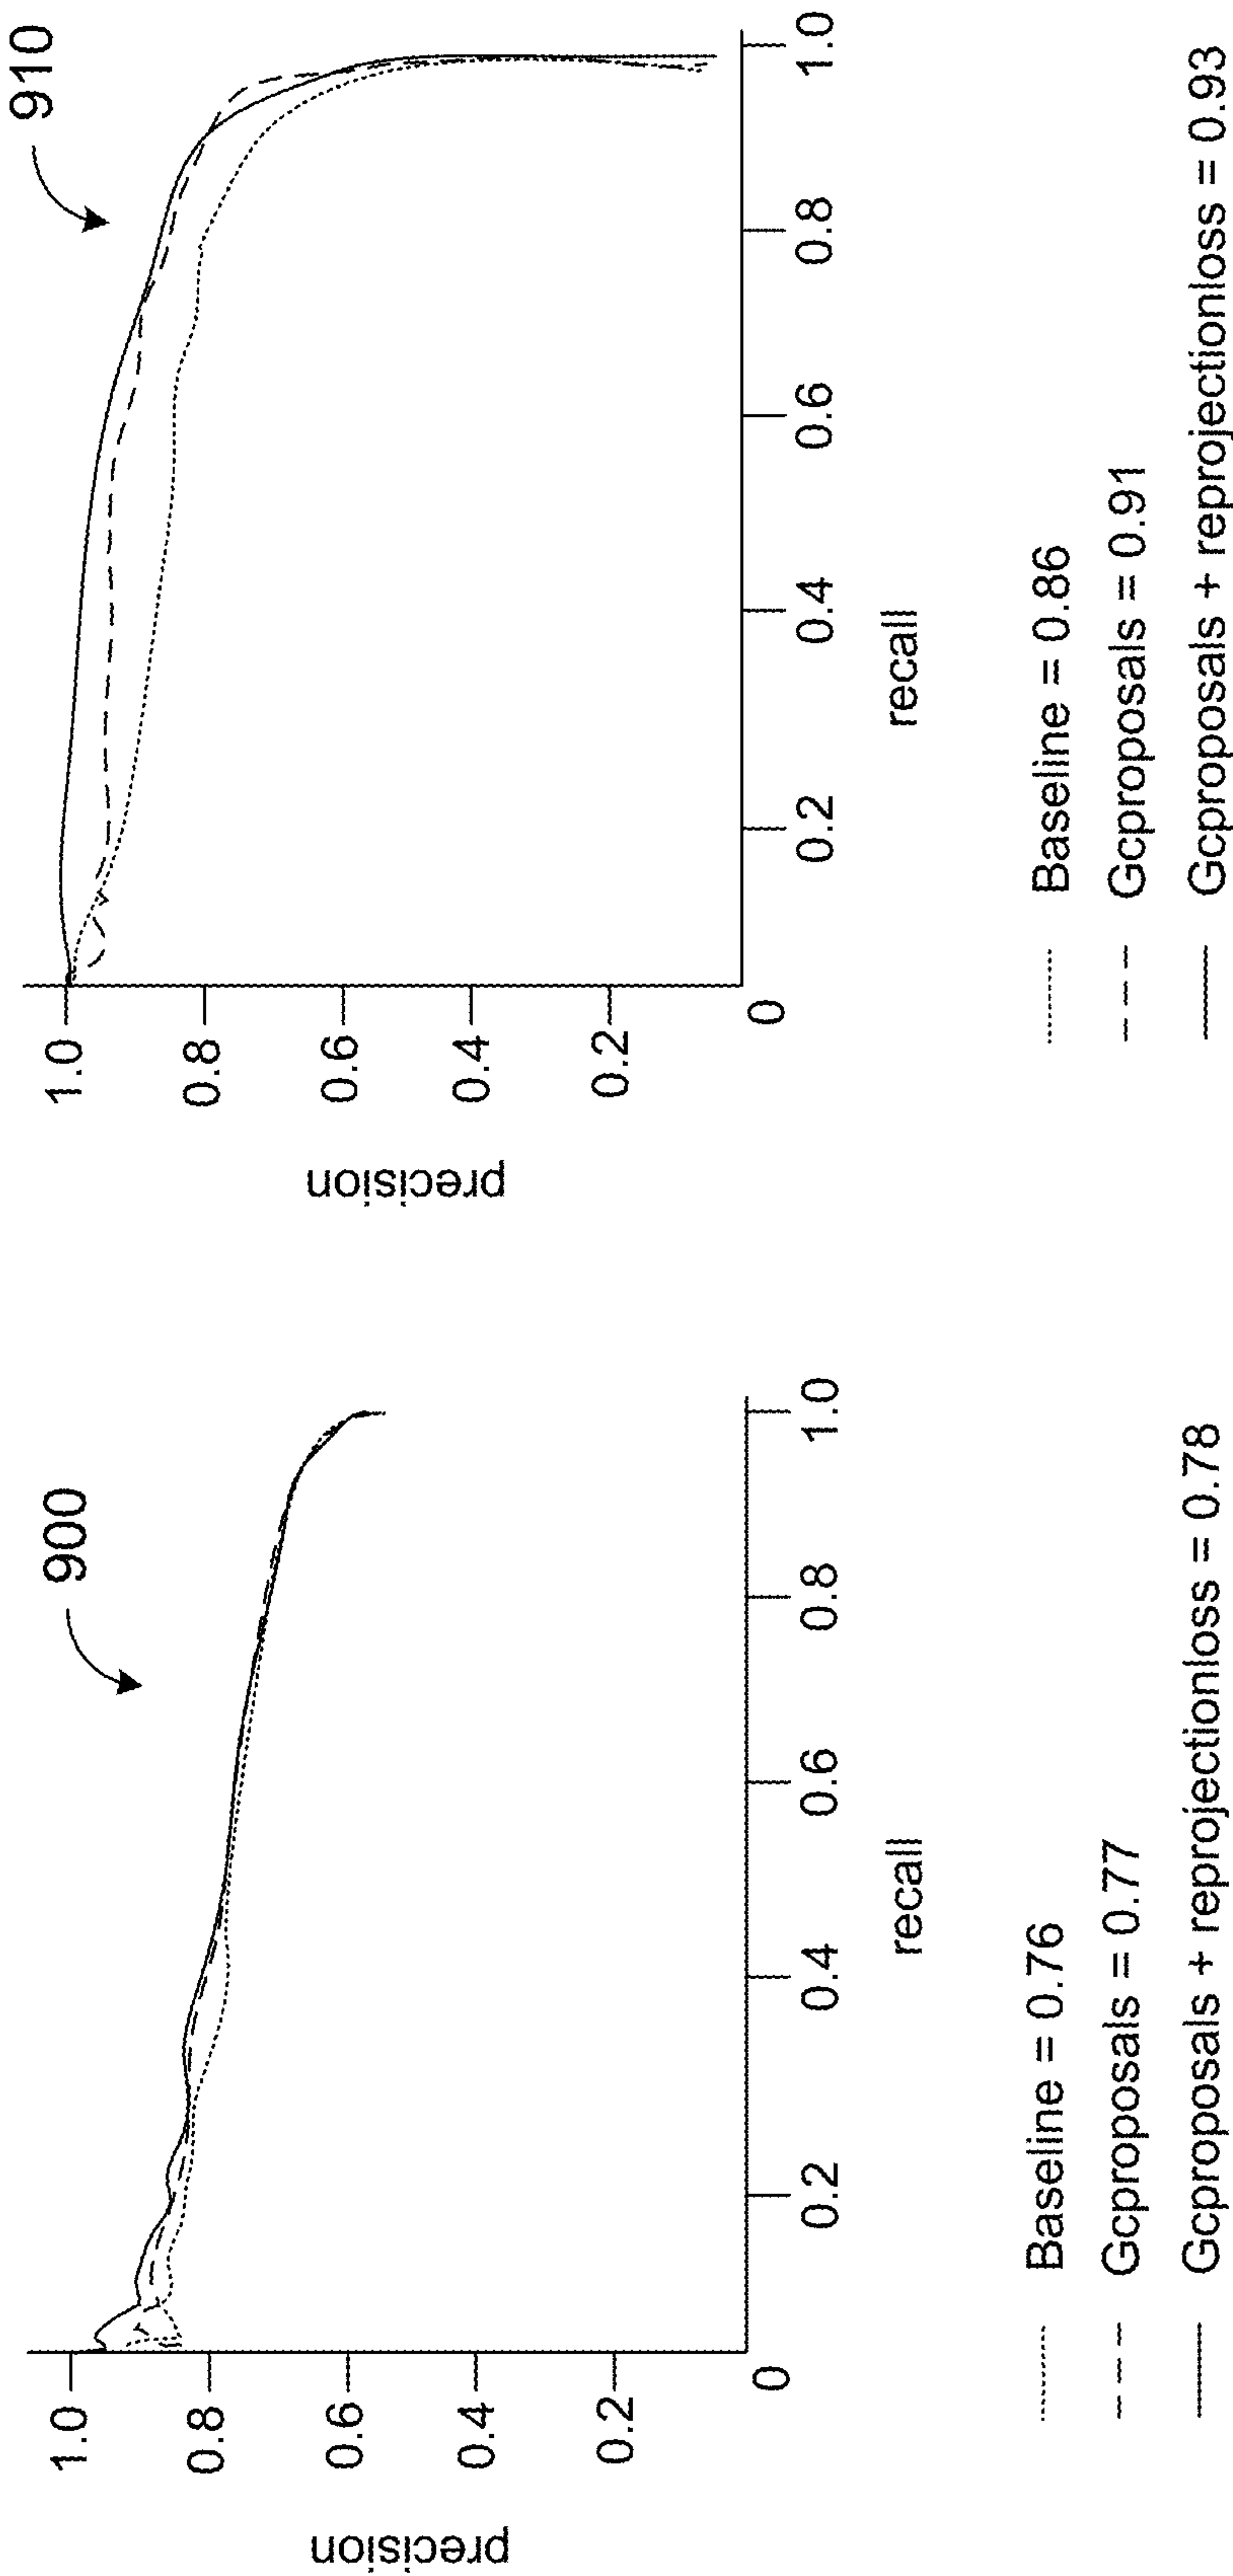 900
precision
1.0
0.8
0.6
0.4
0.2
0
0.2
0.4
0.6
0.8
1.0
recall
Baseline = 0.76
Gcproposals = 0.77
Gcproposals + reprojectionloss = 0.78
910
precision
1.0
0.8
0.6
0.4
0.2
0
0.2
0.4
0.6
0.8
1.0
recall
Baseline = 0.86
Gcproposals = 0.91
Gcproposals + reprojectionloss = 0.93